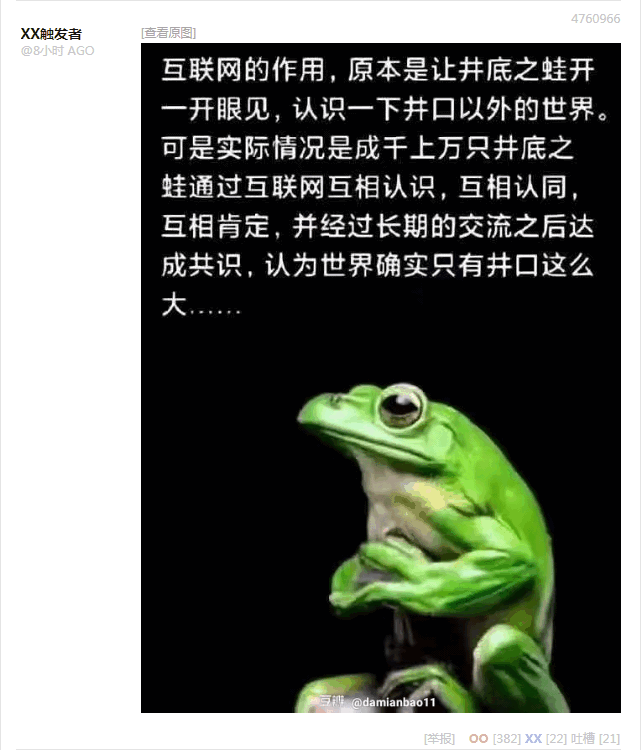 4760966
XX触发者
[查看原图]
@8小时 AGO
互联网的作用，原本是让井底之蛙开
一开眼见，认识一下井口以外的世界。
可是实际情况是成千上万只井底之
蛙通过互联网互相认识，互相认同，
互相肯定，并经过长期的交流之后达
成共识，认为世界确实只有井口这么
大……
豆瓣 @damianbao11
[举报] OO [382] XX [22] 吐槽 [21]